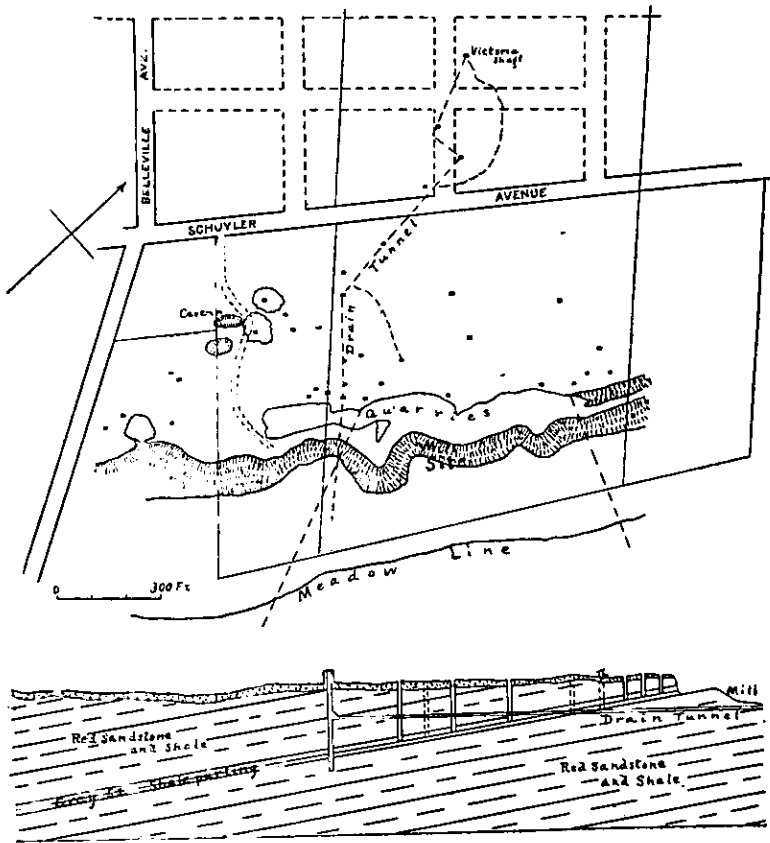 Victoria
Shaft
BELLEVILLE AVE.
SCHUYLER AVENUE
Drain Tunnel
Cavern
Quarries
Mill
Site
Meadow Line
0 300 Ft
Mill
Drain Tunnel
Red Sandstone
and Shale
Shale parting
Red Sandstone
and Shale.